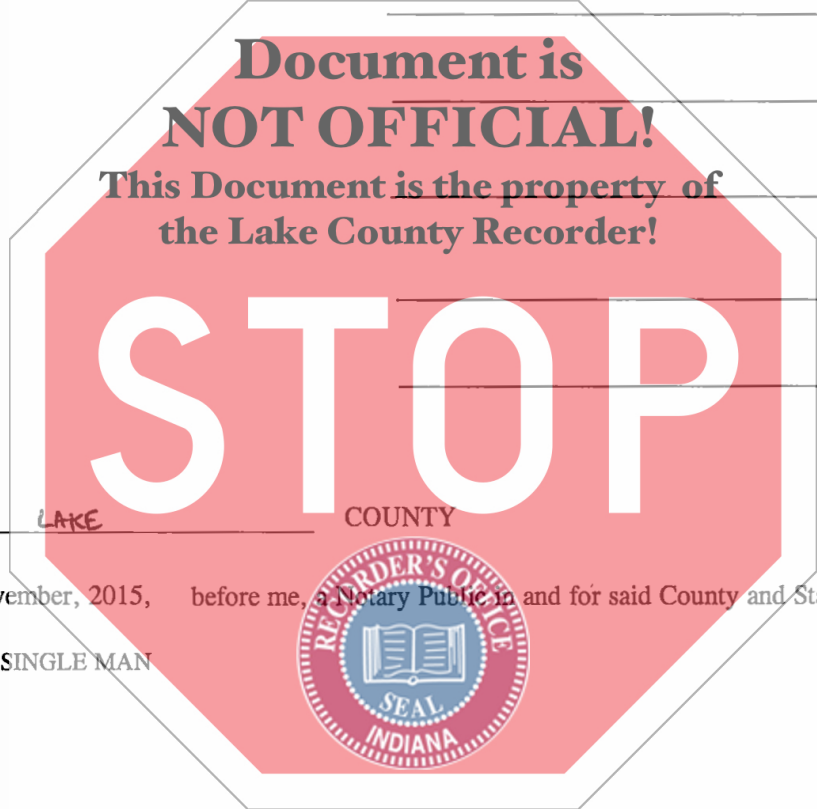 Document is
NOT OFFICIAL!
This Document is the property of
the Lake County Recorder!
STOP
LAKE COUNTY
vember, 2015, before me, a Notary Public in and for said County and Sta
SINGLE MAN
RECORDER'S OFFICE
SEAL
INDIANA